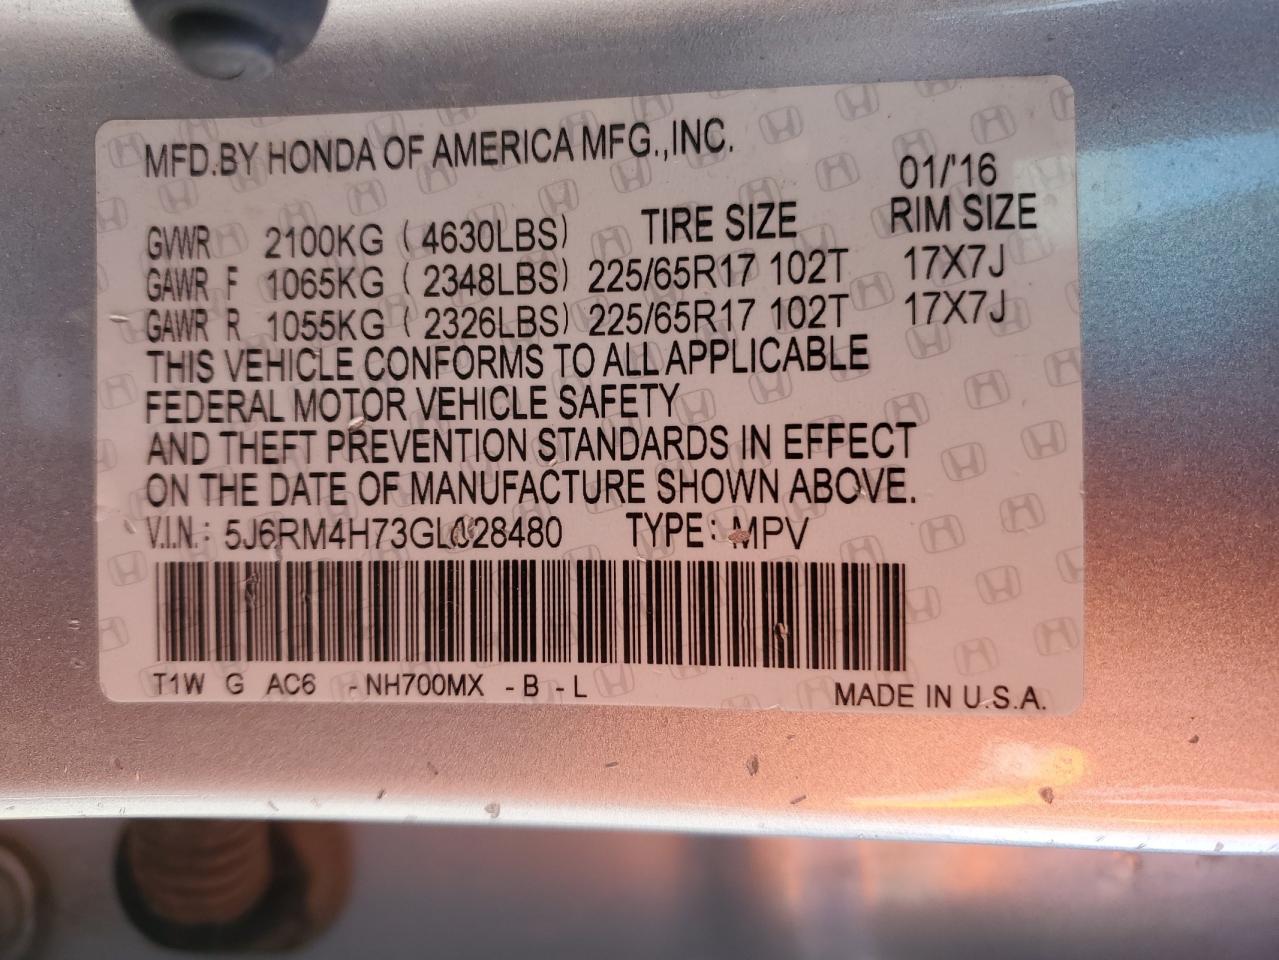 MFD.BY HONDA OF AMERICA MFG.,INC.
01/'16
GVWR 2100KG ( 4630LBS) TIRE SIZE RIM SIZE
GAWR F 1065KG ( 2348LBS) 225/65R17 102T 17X7J
GAWR R 1055KG ( 2326LBS) 225/65R17 102T 17X7J
THIS VEHICLE CONFORMS TO ALL APPLICABLE
FEDERAL MOTOR VEHICLE SAFETY
AND THEFT PREVENTION STANDARDS IN EFFECT
ON THE DATE OF MANUFACTURE SHOWN ABOVE.
V.I.N.: 5J6RM4H73GL028480 TYPE: MPV
T1W G AC6 -NH700MX -B -L MADE IN U.S.A.